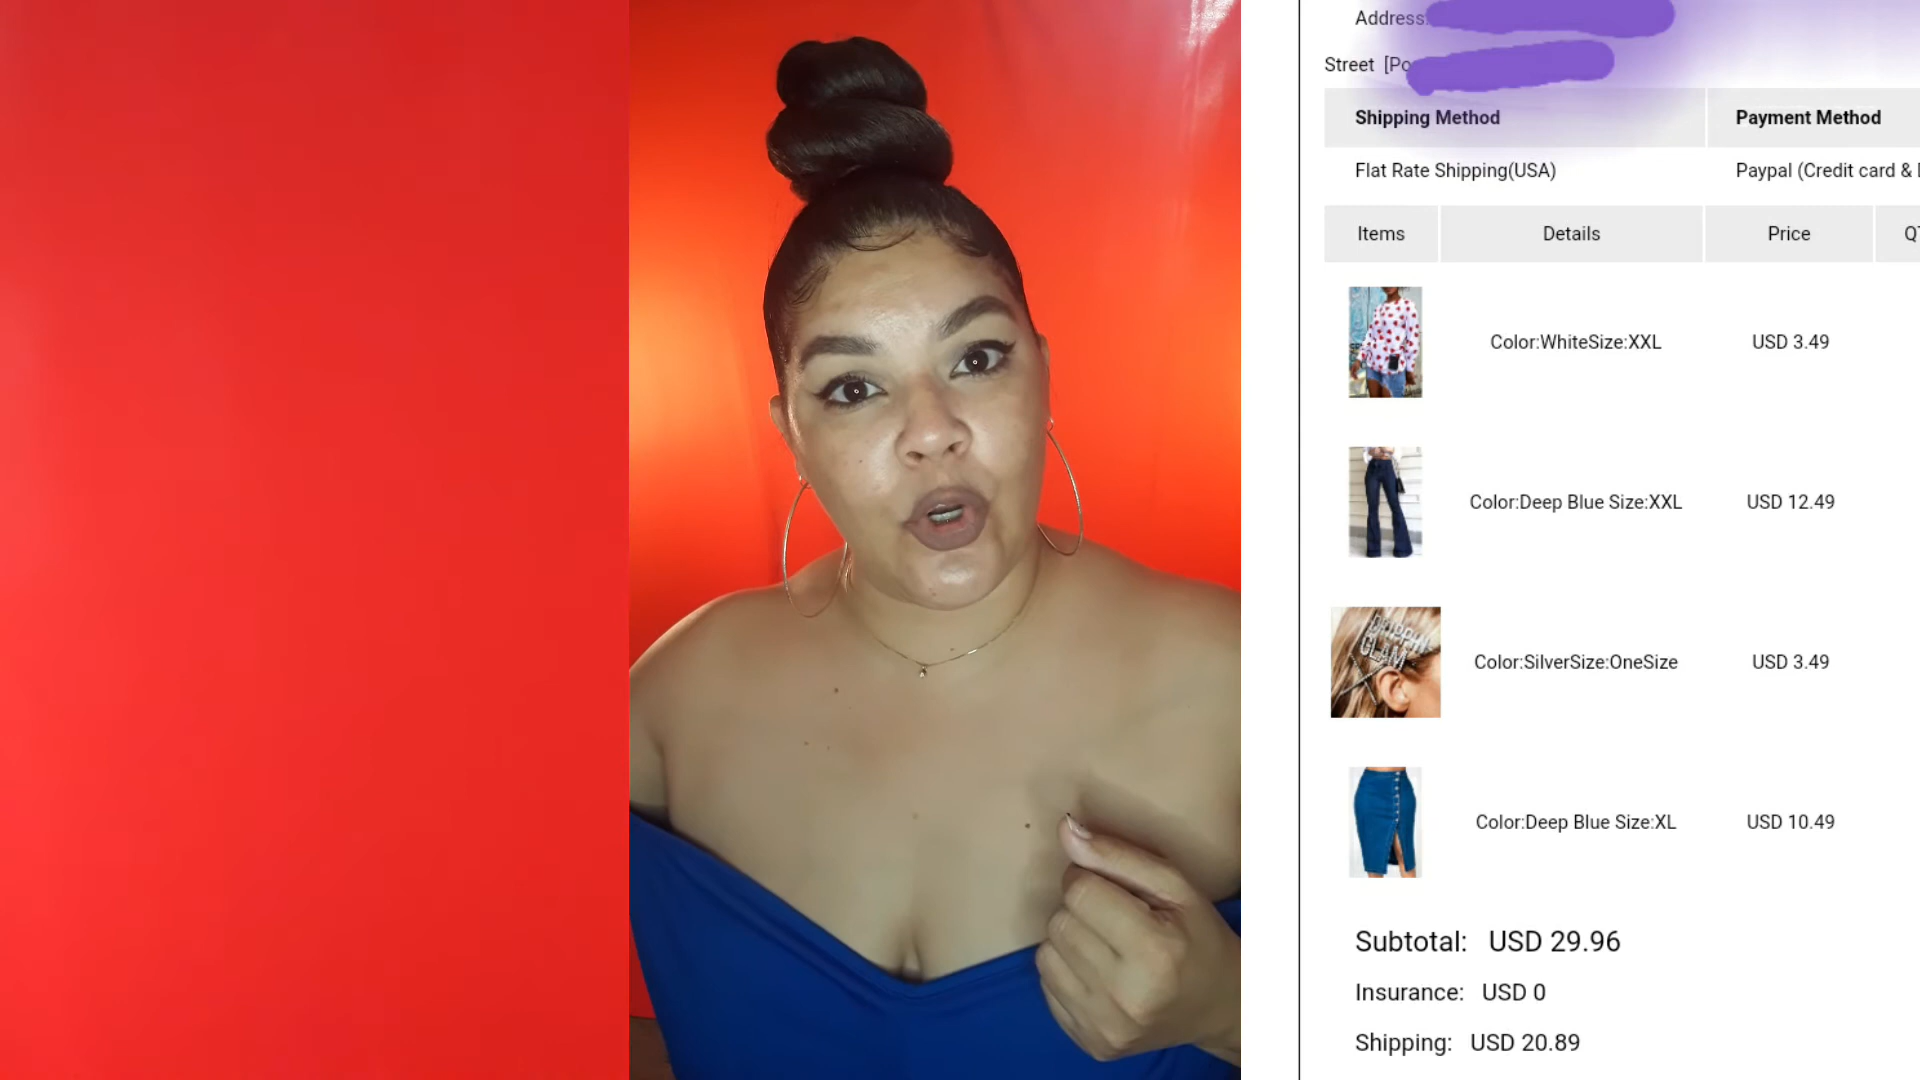 Address:
Street [Po
Shipping Method Payment Method
Flat Rate Shipping(USA) Paypal (Credit card &
Items Details Price
Color:WhiteSize:XXL USD 3.49
Color:Deep Blue Size:XXL USD 12.49
GLAM
Color:SilverSize:OneSize USD 3.49
Color:Deep Blue Size:XL USD 10.49
Subtotal: USD 29.96
Insurance: USD 0
Shipping: USD 20.89